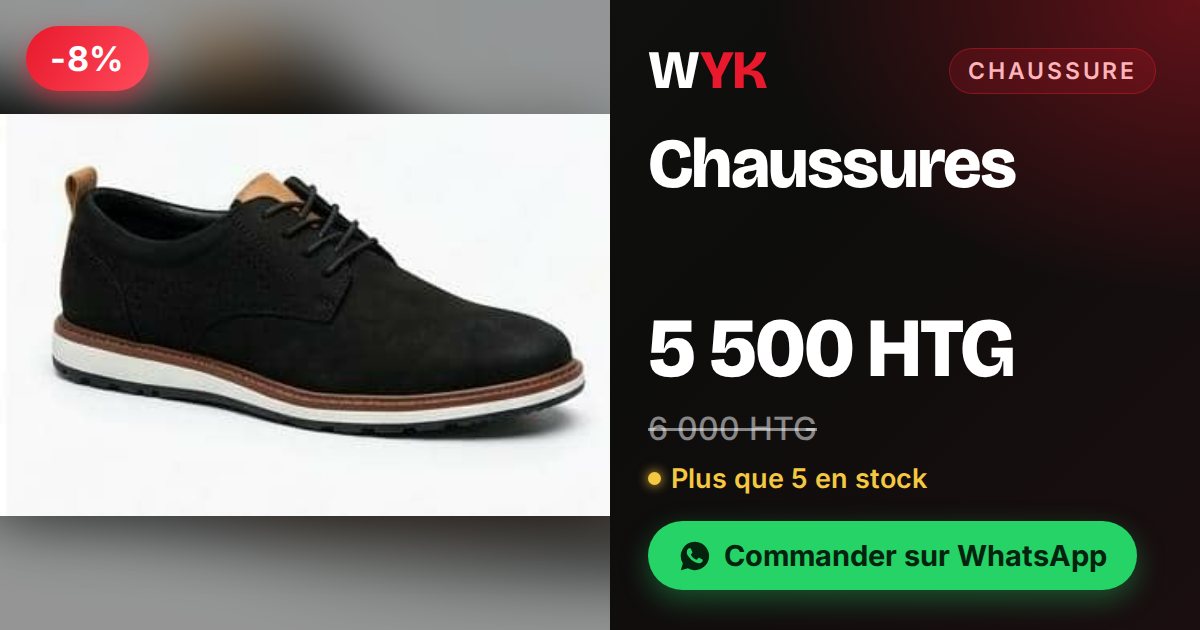 -8%
WYK
CHAUSSURE
Chaussures
5 500 HTG
6 000 HTG
Plus que 5 en stock
Commander sur WhatsApp